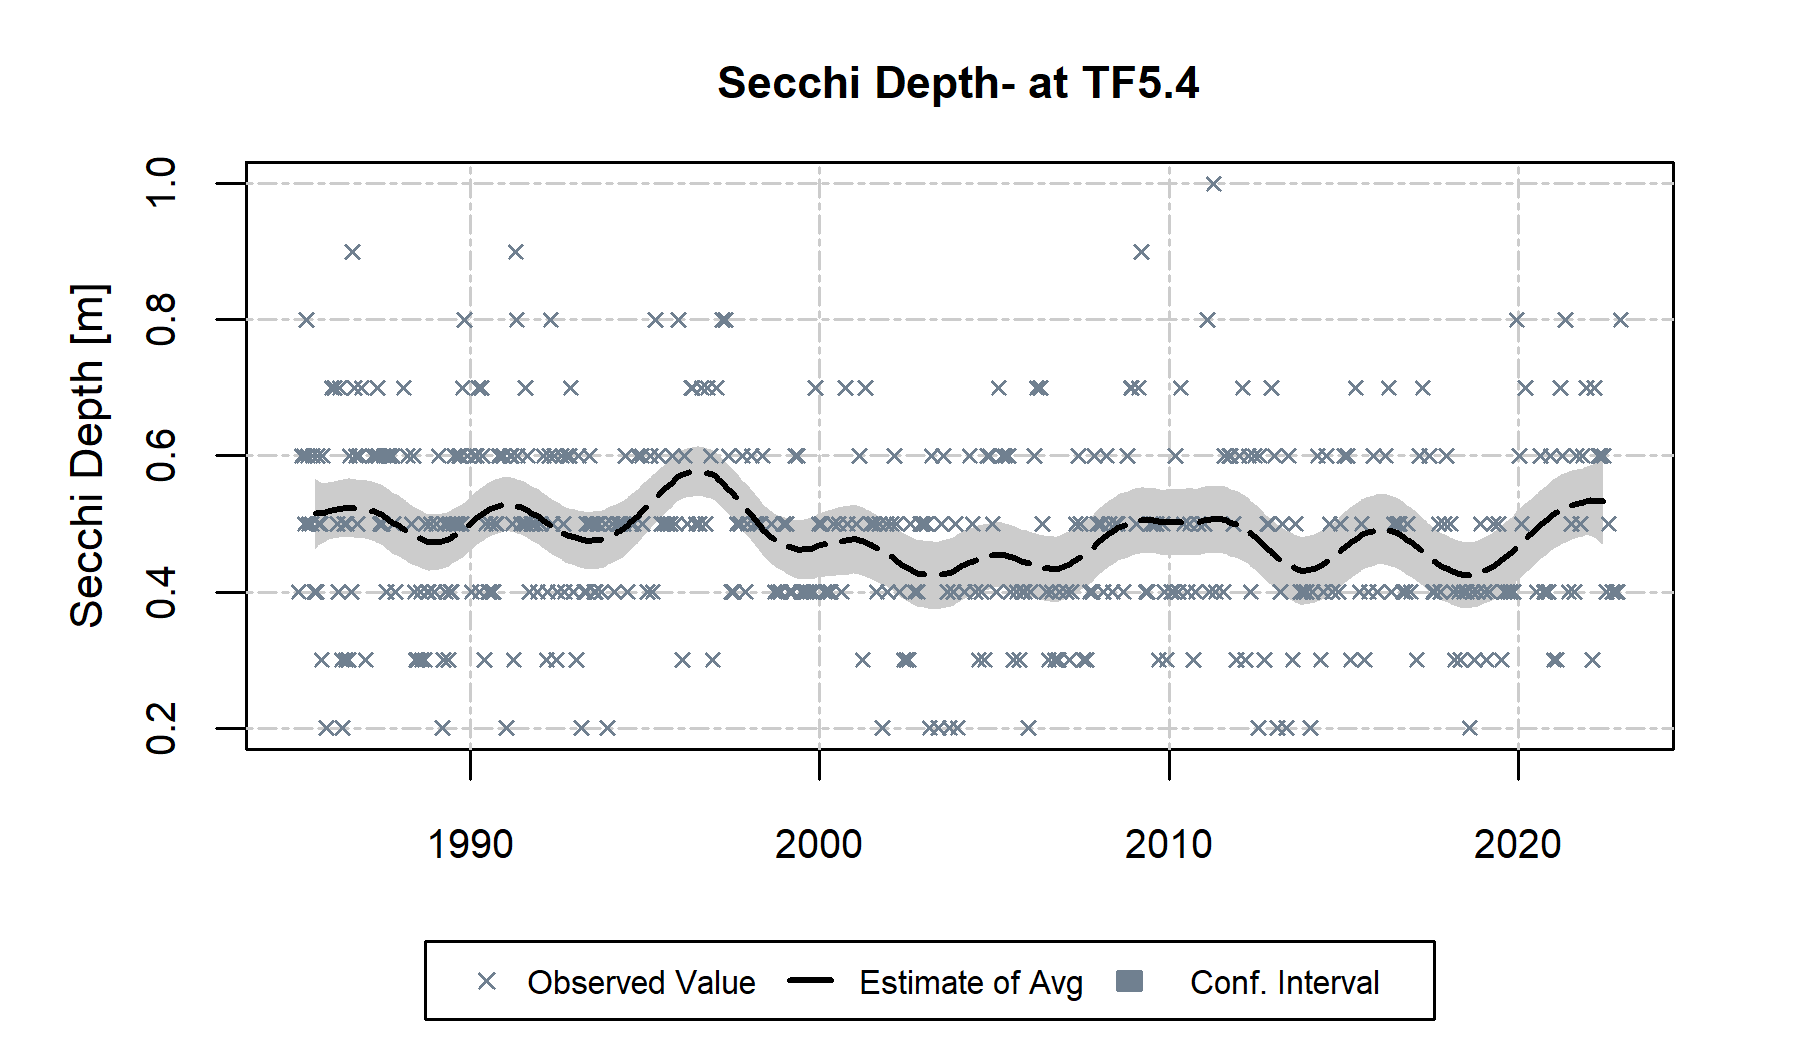 Secchi Depth- at TF5.4
Secchi Depth [m]
1.0
0.8
0.6
0.4
0.2
1990 2000 2010 2020
Observed Value Estimate of Avg Conf. Interval